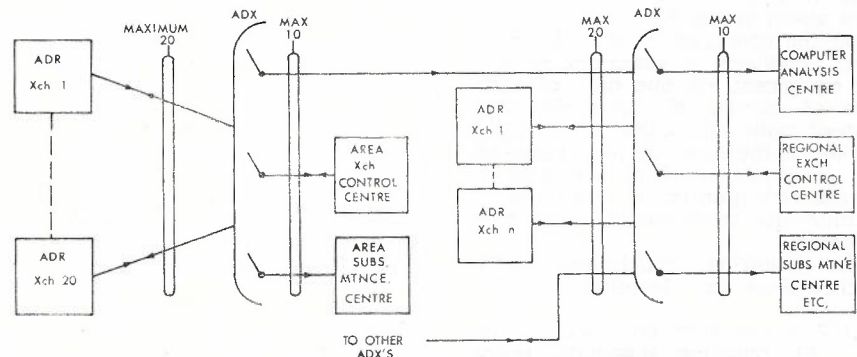 ADR
Xch 1
MAXIMUM
20
ADX
MAX
10
ADR
Xch 20
AREA
Xch
CONTROL
CENTRE
AREA
SUBS.
MTNCE.
CENTRE
ADR
Xch 1
ADR
Xch n
MAX
20
ADX
MAX
10
COMPUTER
ANALYSIS
CENTRE
REGIONAL
EXCH
CONTROL
CENTRE
REGIONAL
SUBS MTN'E
CENTRE
ETC,
TO OTHER
ADX'S